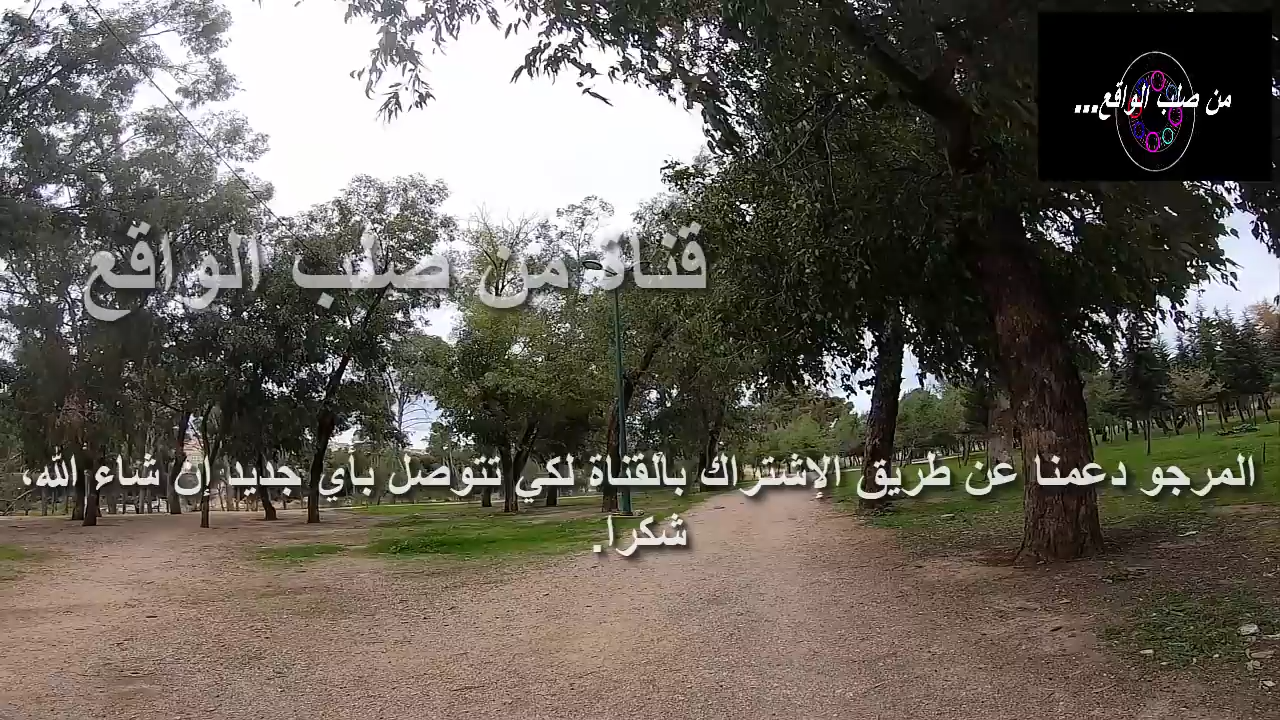 من صلب الواقع...
قناة من صلب الواقع
المرجو دعمنا عن طريق الاشتراك بالقناة لكي تتوصل بأي جديد إن شاء الله،
شكرا.